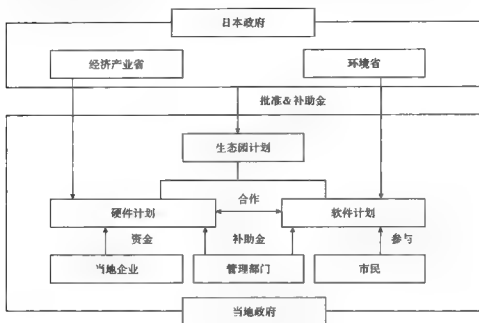 日本政府
经济产业省
环境省
批准&补助金
生态园计划
合作
硬件计划
软件计划
资金
补助金
参与
当地企业
管理部门
市民
当地政府